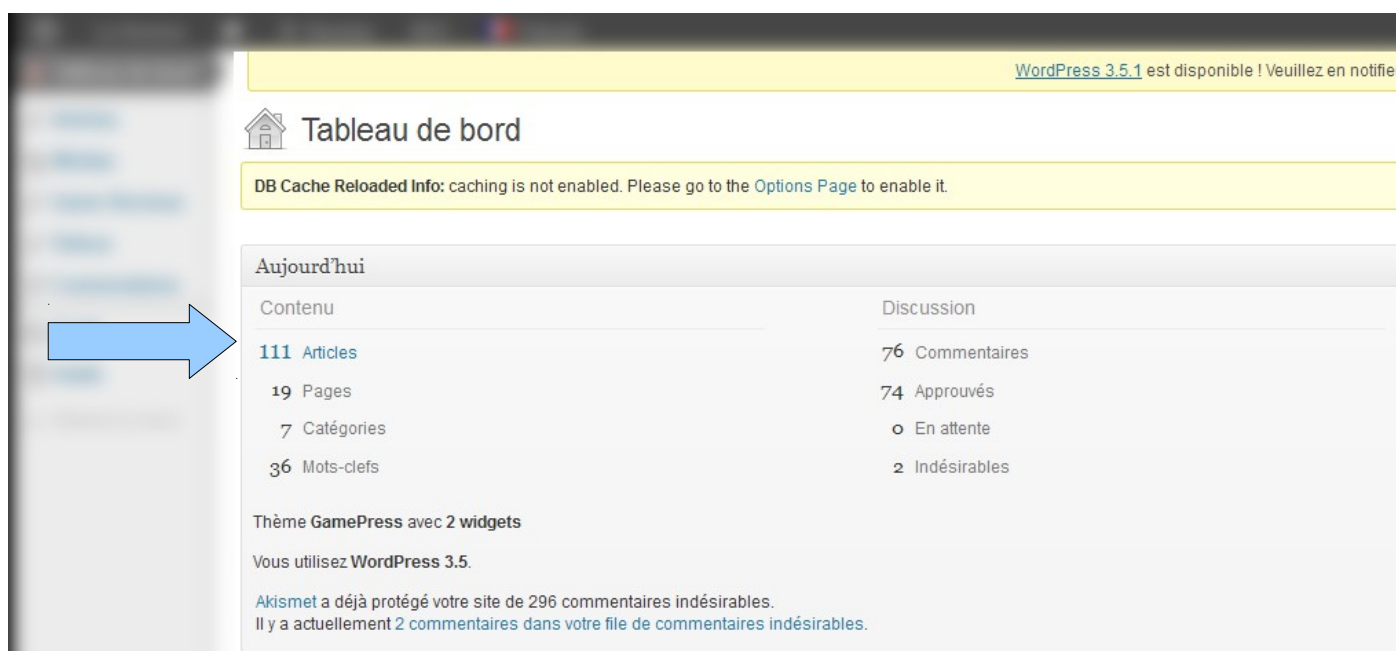 WordPress 3.5.1 est disponible ! Veuillez en notifie
Tableau de bord
DB Cache Reloaded Info: caching is not enabled. Please go to the Options Page to enable it.
Aujourd'hui
Contenu
111 Articles
19 Pages
7 Catégories
36 Mots-clefs
Discussion
76 Commentaires
74 Approuvés
0 En attente
2 Indésirables
Thème GamePress avec 2 widgets
Vous utilisez WordPress 3.5.
Akismet a déjà protégé votre site de 296 commentaires indésirables.
Il y a actuellement 2 commentaires dans votre file de commentaires indésirables.